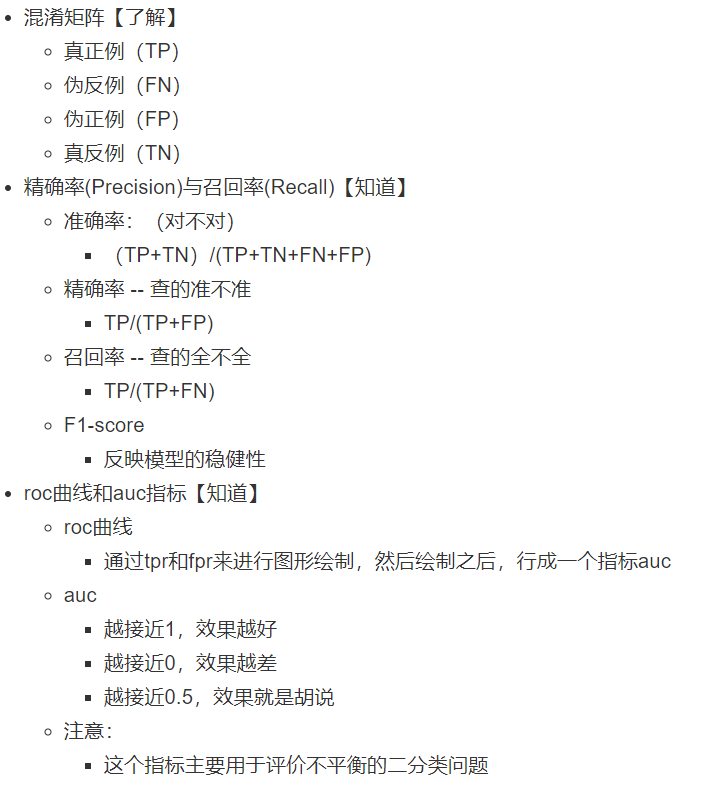 混淆矩阵【了解】
真正例（TP）
伪反例（FN）
伪正例（FP）
真反例（TN）
精确率(Precision)与召回率(Recall)【知道】
准确率：（对不对）
（TP+TN）/(TP+TN+FN+FP)
精确率 -- 查的准不准
TP/(TP+FP)
召回率 -- 查的全不全
TP/(TP+FN)
F1-score
反映模型的稳健性
roc曲线和auc指标【知道】
roc曲线
通过tpr和fpr来进行图形绘制，然后绘制之后，行成一个指标auc
auc
越接近1，效果越好
越接近0，效果越差
越接近0.5，效果就是胡说
注意：
这个指标主要用于评价不平衡的二分类问题